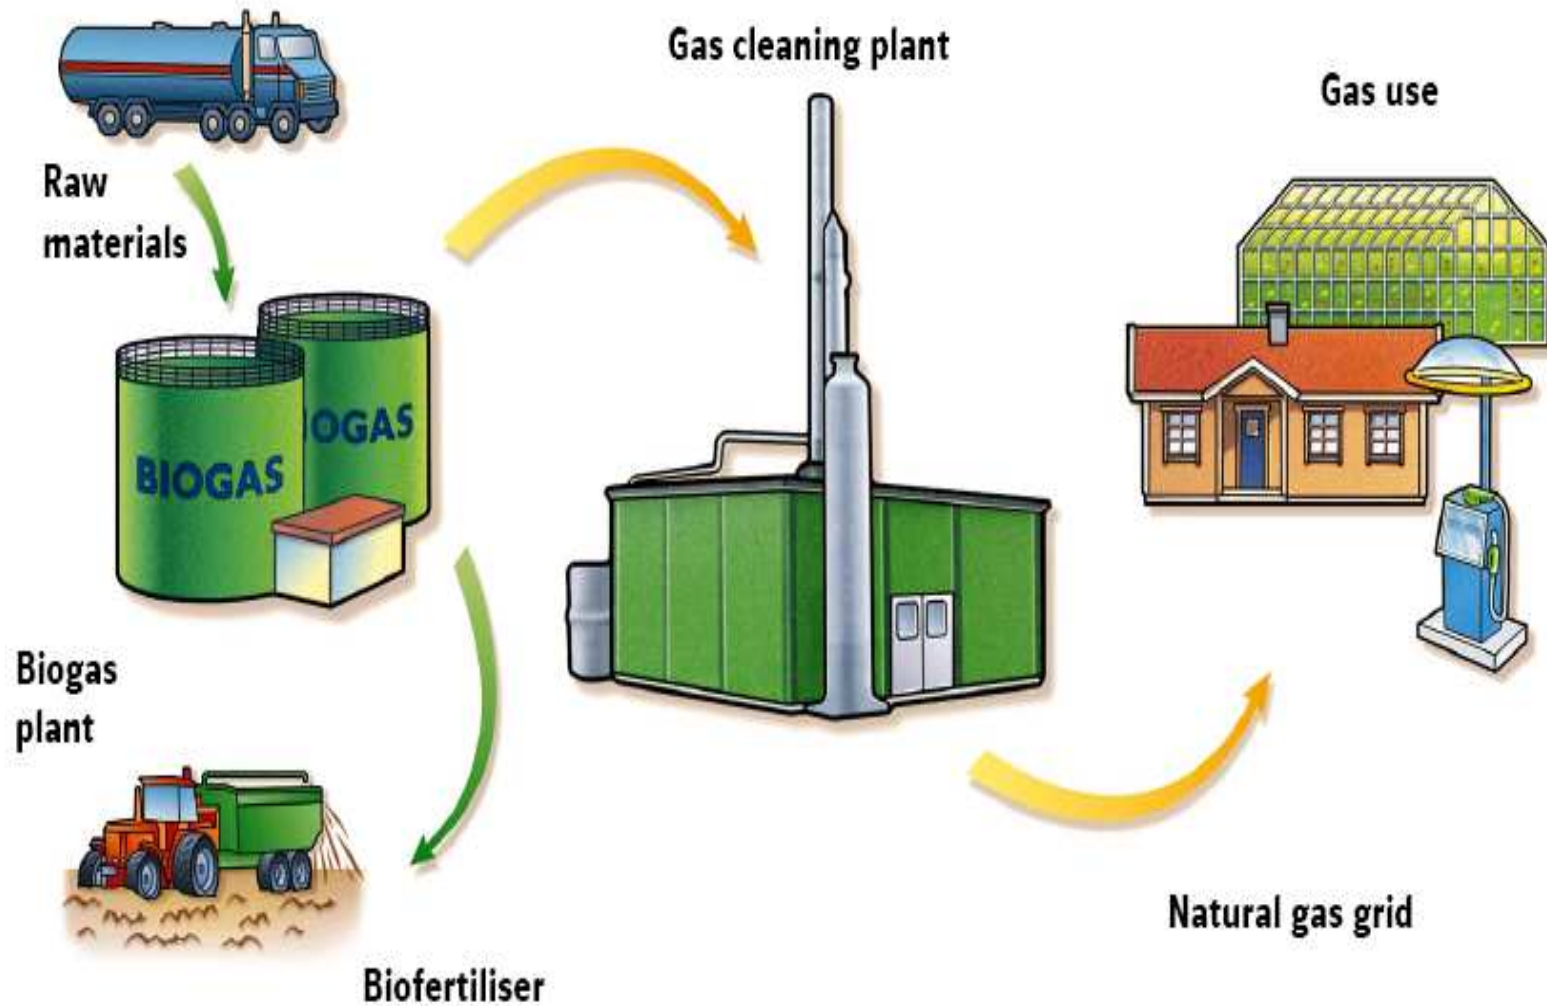 Gas cleaning plant
Gas use
Raw
materials
BIOGAS
OGAS
Biogas
plant
Natural gas grid
Biofertiliser